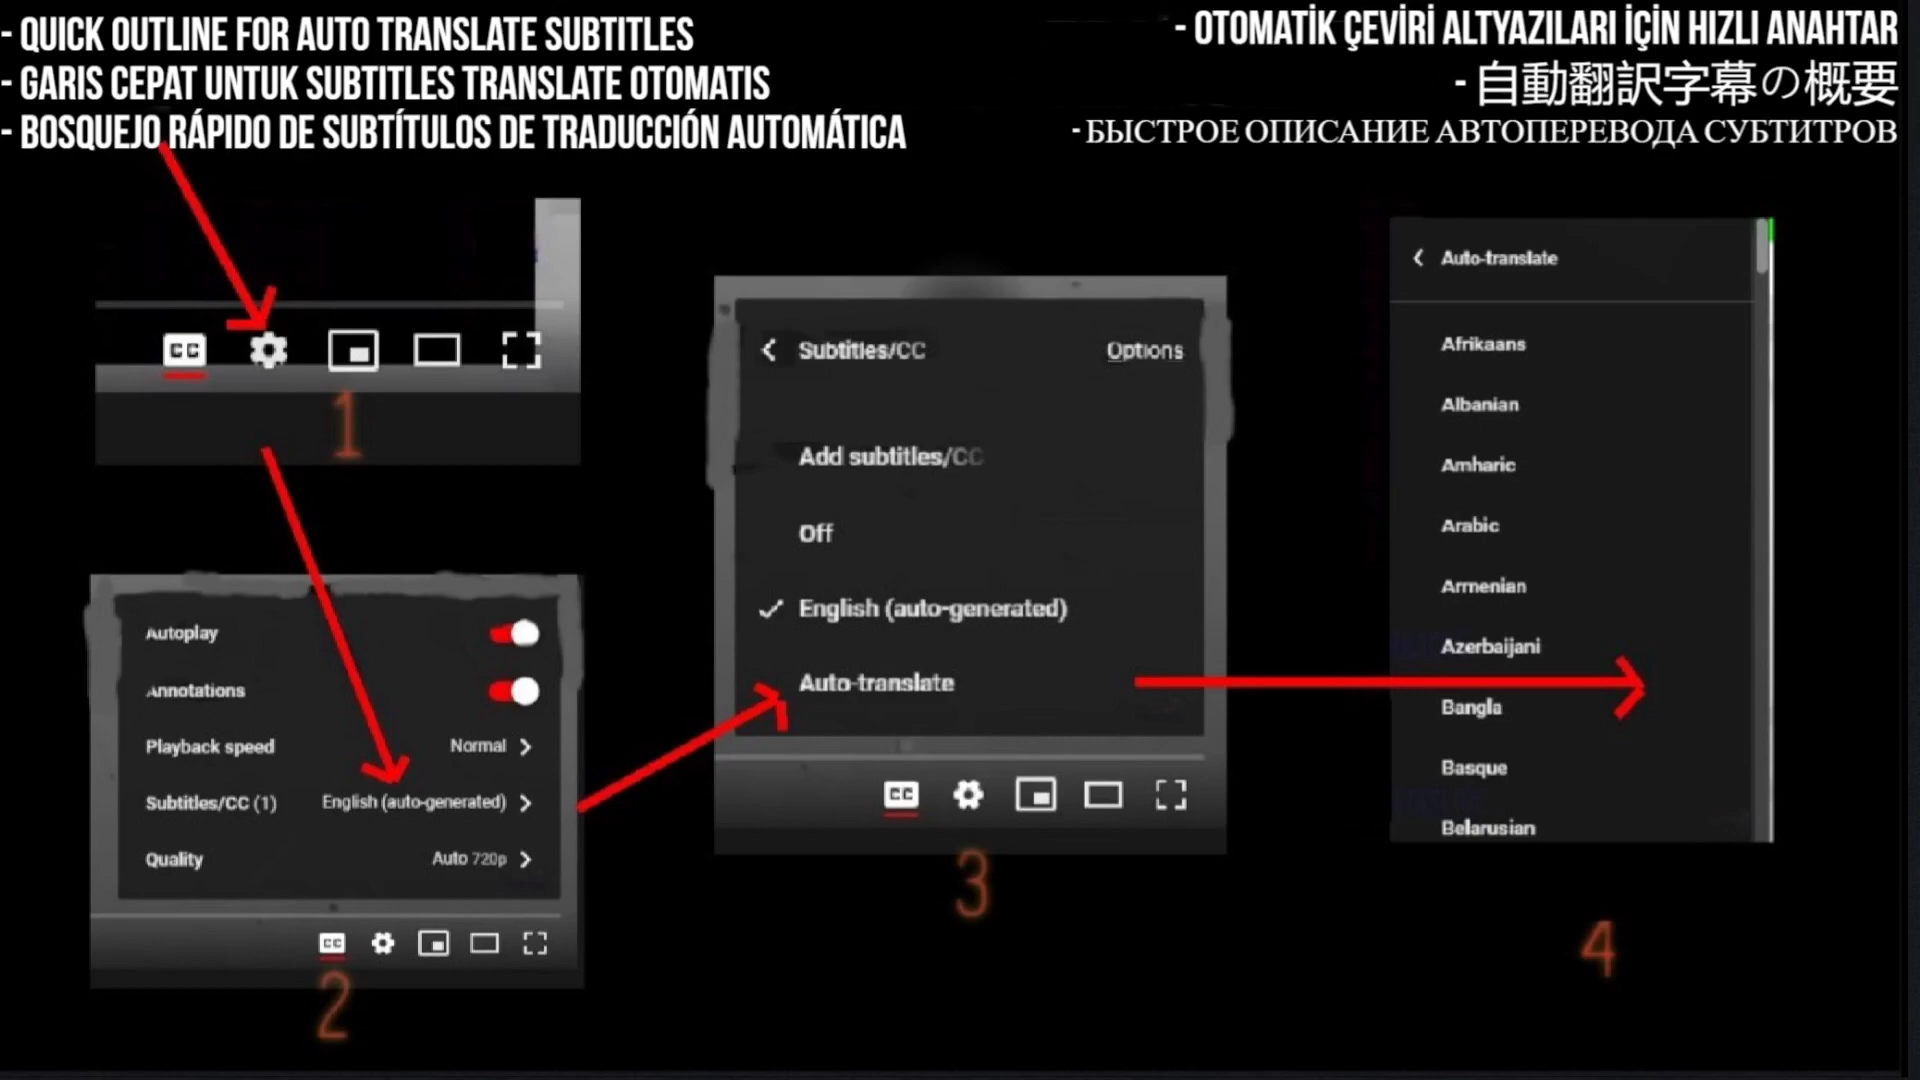 - QUICK OUTLINE FOR AUTO TRANSLATE SUBTITLES
- GARIS CEPAT UNTUK SUBTITLES TRANSLATE OTOMATIS
- BOSQUEJO RÁPIDO DE SUBTÍTULOS DE TRADUCCIÓN AUTOMÁTICA
- OTOMATİK ÇEVİRİ ALTYAZILARI İÇİN HIZLI ANAHTAR
- 自動翻訳字幕の概要
- БЫСТРОЕ ОПИСАНИЕ АВТОПЕРЕВОДА СУБТИТРОВ
CC
1
Autoplay
Annotations
Playback speed Normal
Subtitles/CC (1) English (auto-generated)
Quality Auto 720p
CC
2
Subtitles/CC Options
Add subtitles/CC
Off
English (auto-generated)
Auto-translate
CC
3
Auto-translate
Afrikaans
Albanian
Amharic
Arabic
Armenian
Azerbaijani
Bangla
Basque
Belarusian
4